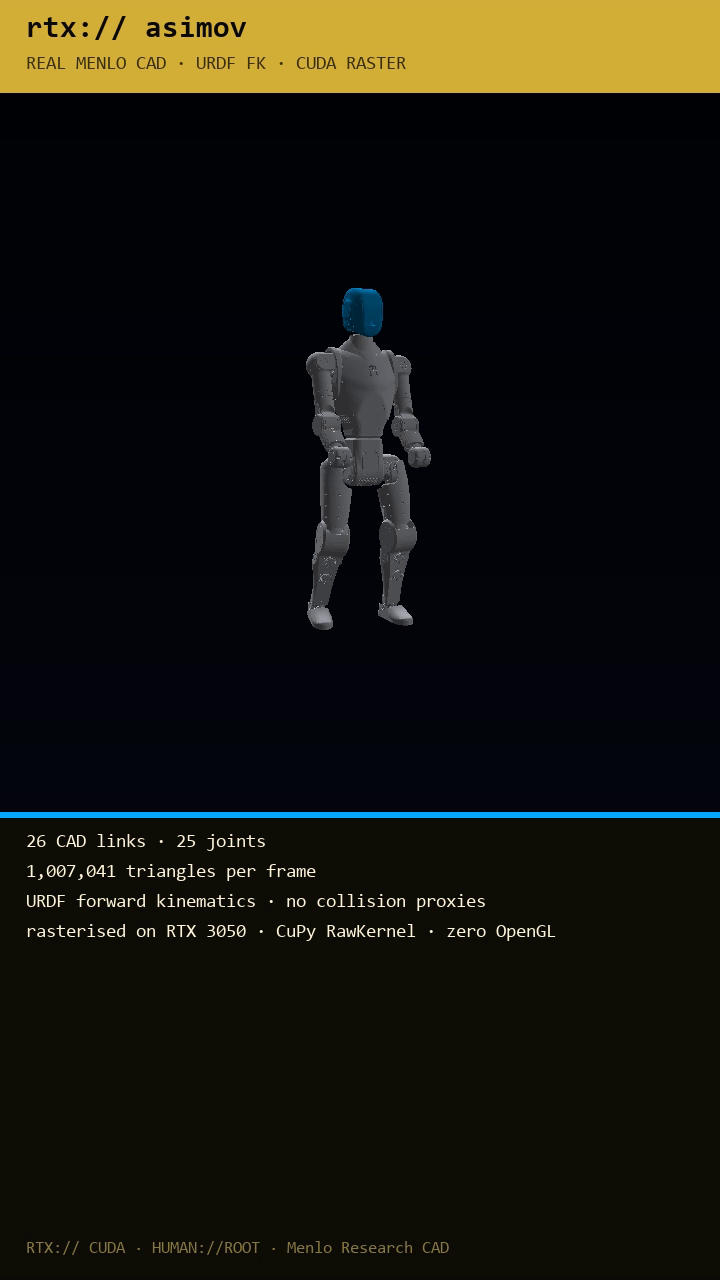 rtx:// asimov
REAL MENLO CAD · URDF FK · CUDA RASTER
26 CAD links · 25 joints
1,007,041 triangles per frame
URDF forward kinematics · no collision proxies
rasterised on RTX 3050 · CuPy RawKernel · zero OpenGL
RTX:// CUDA · HUMAN://ROOT · Menlo Research CAD